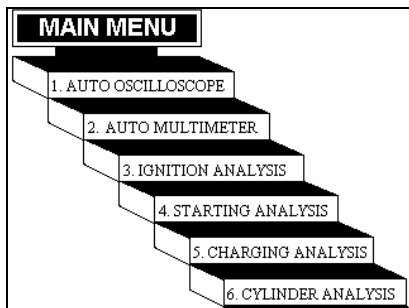 MAIN MENU
1. AUTO OSCILLOSCOPE
2. AUTO MULTIMETER
3. IGNITION ANALYSIS
4. STARTING ANALYSIS
5. CHARGING ANALYSIS
6. CYLINDER ANALYSIS